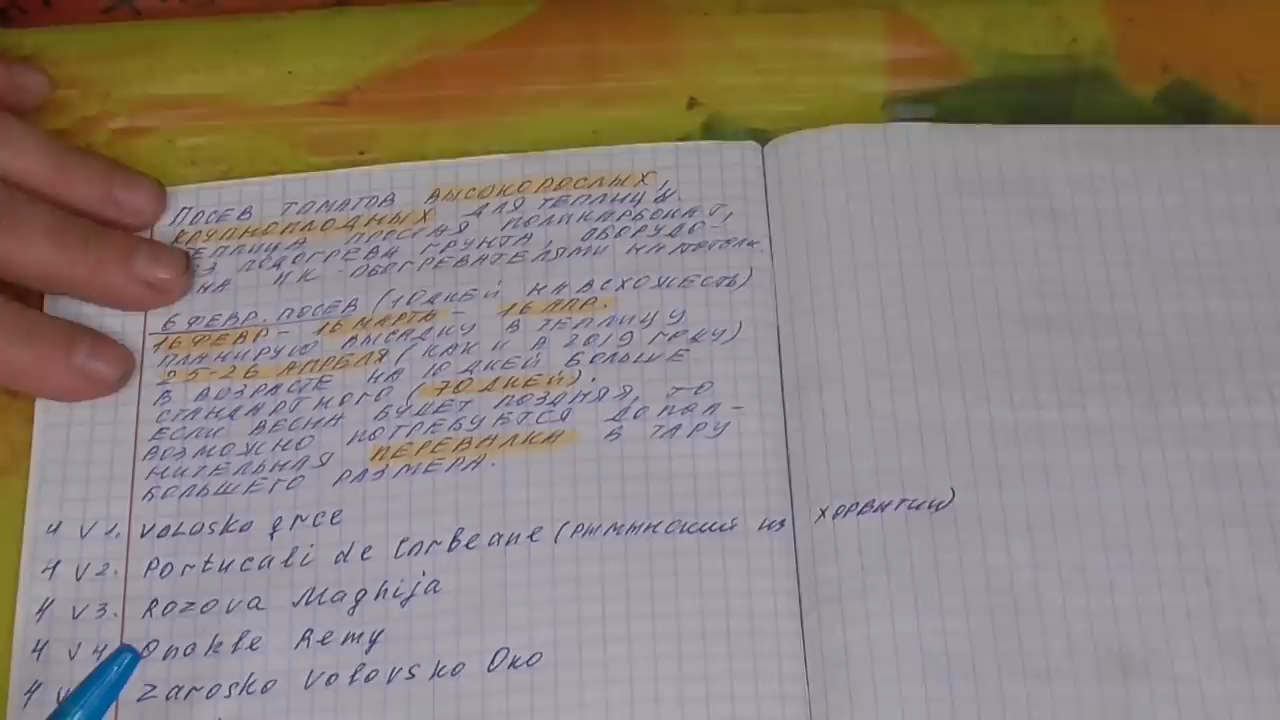 ПОСЕВ ТОМАТОВ ВЫСОКОРОСЛЫХ,
КРУПНОПЛОДНЫХ ДЛЯ ТЕПЛИЦЫ.
ТЕПЛИЦА ПРОСТАЯ ПОЛИКАРБОНАТ,
БЕЗ ПОДОГРЕВА ГРУНТА, ОБОРУДО-
НА ИК-ОБОГРЕВАТЕЛЯМИ НА ПОТОЛК.
6 ФЕВР. ПОСЕВ (10 ДНЕЙ НА ВСХОЖЕСТЬ)
16 ФЕВР - 16 МАРТА - 16 АПР.
ПЛАНИРУЮ ВЫСАДКУ В ТЕПЛИЦУ
25-26 АПРЕЛЯ (КАК И В 2019 ГОДУ)
В ВОЗРАСТЕ НА 10 ДНЕЙ БОЛЬШЕ
СТАНДАРТНОГО (70 ДНЕЙ).
ЕСЛИ ВЕСНА БУДЕТ ПОЗДНЯЯ, ТО
ВОЗМОЖНО ПОТРЕБУЕТСЯ ДОПОЛ-
НИТЕЛЬНАЯ ПЕРЕВАЛКА В ТАРУ
БОЛЬШЕГО РАЗМЕРА.
4 V 1. Volosko srce
4 V 2. Portucali de Corbeane (РУМЫНСКИЙ ИЗ ХОРВАТИИ)
4 V 3. Rozova Maghija
4 V 4. Remy
4 V Zarosko Volovsko Oko